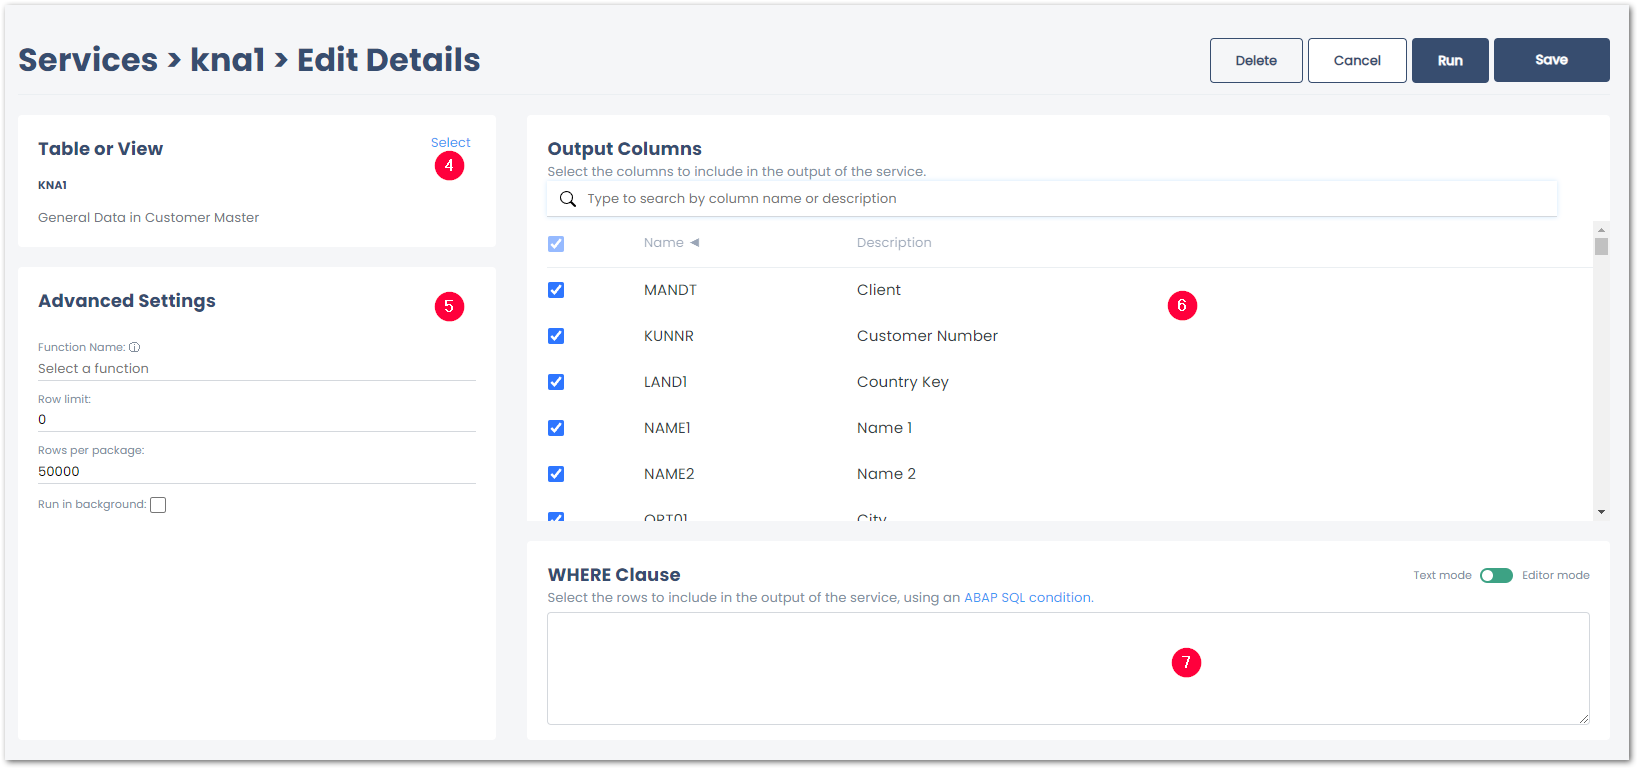 Services > kna1 > Edit Details
Delete
Cancel
Run
Save
Table or View
Select
4
KNA1
General Data in Customer Master
Advanced Settings
5
Function Name:
Select a function
Row limit:
0
Rows per package:
50000
Run in background:
Output Columns
Select the columns to include in the output of the service.
Type to search by column name or description
Name Description
MANDT Client
6
KUNNR Customer Number
LAND1 Country Key
NAME1 Name 1
NAME2 Name 2
ORT01 City
WHERE Clause
Text mode Editor mode
Select the rows to include in the output of the service, using an ABAP SQL condition.
7